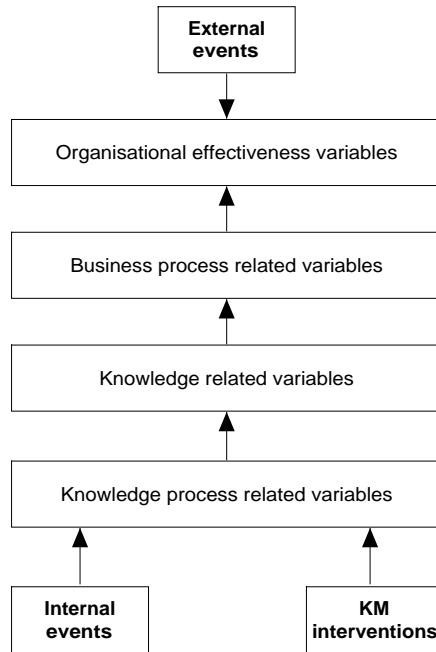 External
events
Organisational effectiveness variables
Business process related variables
Knowledge related variables
Knowledge process related variables
Internal
events
KM
interventions